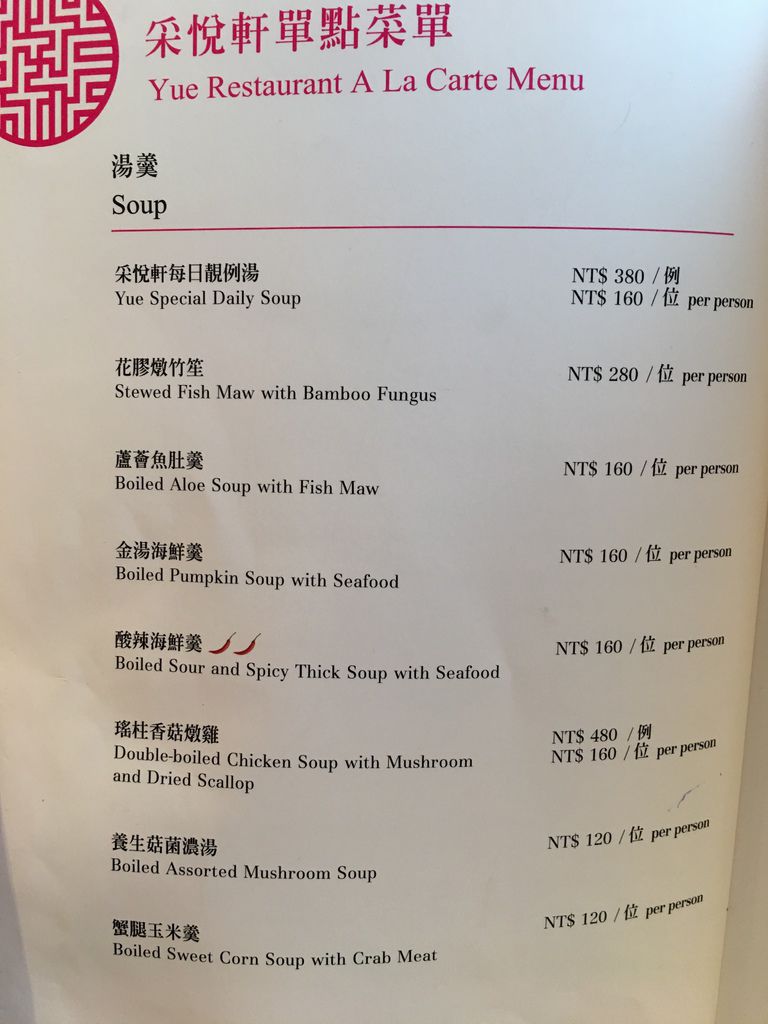 采悅軒單點菜單
Yue Restaurant A La Carte Menu
湯羹
Soup
采悅軒每日靚例湯
Yue Special Daily Soup
NT$ 380 / 例
NT$ 160 / 位 per person
花膠燉竹笙
Stewed Fish Maw with Bamboo Fungus
NT$ 280 / 位 per person
蘆薈魚肚羹
Boiled Aloe Soup with Fish Maw
NT$ 160 / 位 per person
金湯海鮮羹
Boiled Pumpkin Soup with Seafood
NT$ 160 / 位 per person
酸辣海鮮羹
Boiled Sour and Spicy Thick Soup with Seafood
NT$ 160 / 位 per person
瑤柱香菇燉雞
Double-boiled Chicken Soup with Mushroom
and Dried Scallop
NT$ 480 / 例
NT$ 160 / 位 per person
養生菇菌濃湯
Boiled Assorted Mushroom Soup
NT$ 120 / 位 per person
蟹腿玉米羹
Boiled Sweet Corn Soup with Crab Meat
NT$ 120 / 位 per person